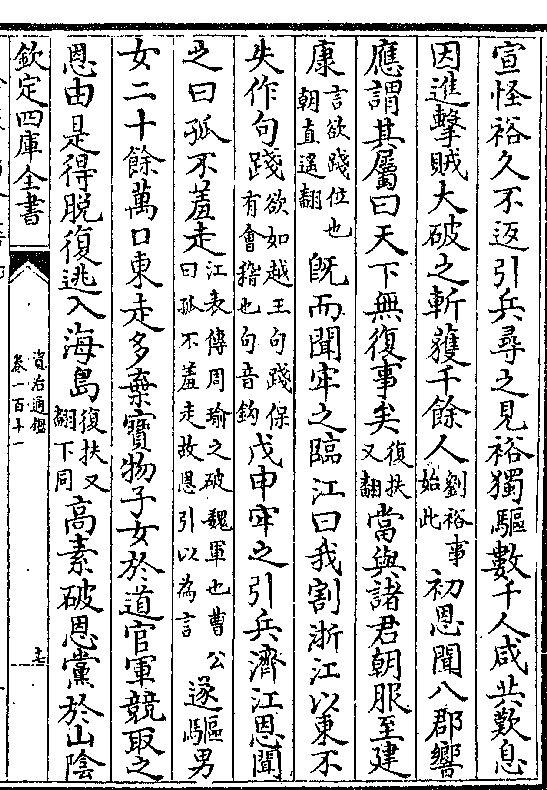 宣怪裕久不返引兵尋之見裕獨驅數千人咸共歎息
因進擊賊大破之斬獲千餘人劉裕事始此初恩聞八郡響
應謂其屬曰天下無復事矣復扶又翻當與諸君朝服至建
康言欲踐位也朝直遥翻既而聞牢之臨江曰我割浙江以東不
失作句踐欲如越王句踐保有會稽也句音鈎戊申牢之引兵濟江恩聞
之曰孤不羞走江表傳周瑜之破魏軍也曹公曰孤不羞走故恩引以為言遂驅男
女二十餘萬口東走多棄寶物子女於道官軍競取之
恩由是得脫復逃入海島復扶又翻下同高素破恩黨於山陰
欽定四庫全書
資治通鑑
卷一百十一